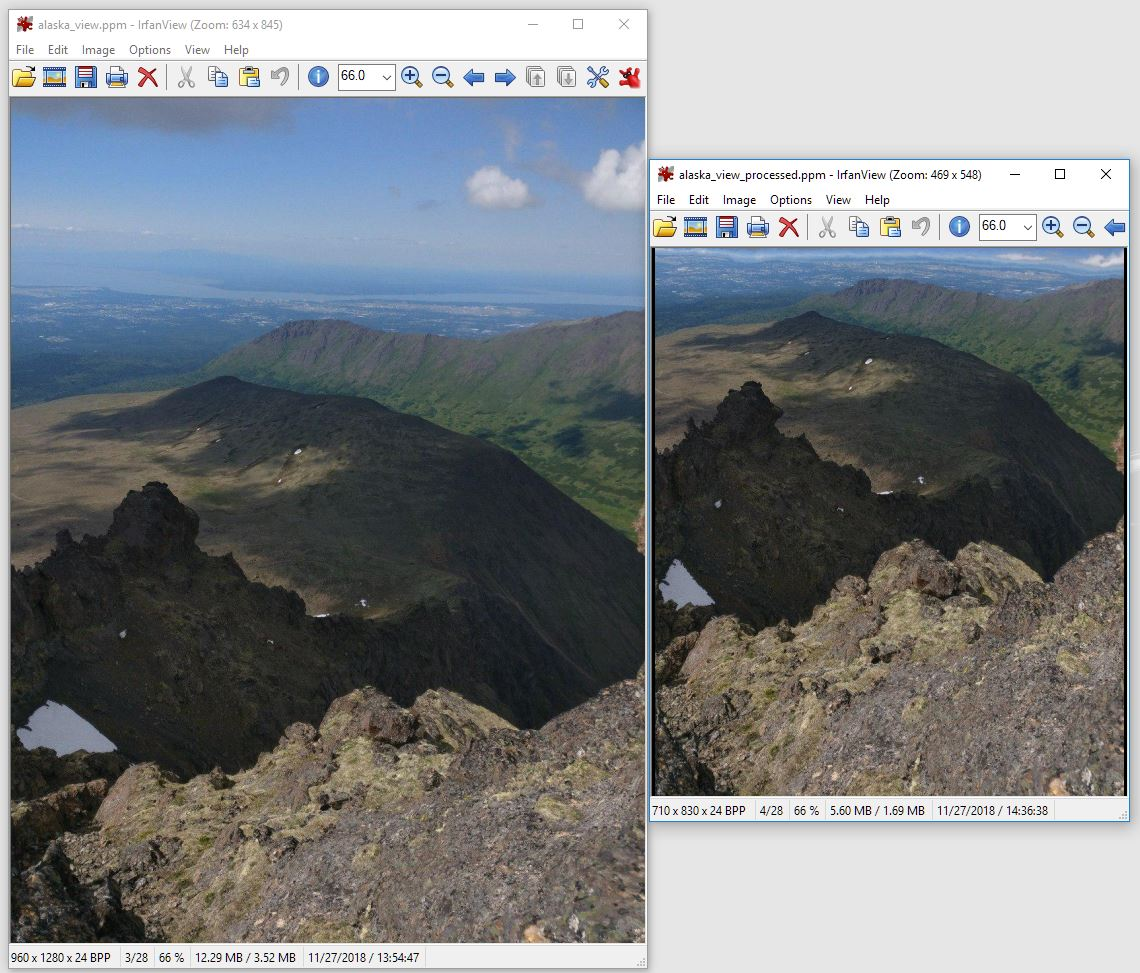 alaska_view.ppm - IrfanView (Zoom: 634 x 845)
File Edit Image Options View Help
66.0
960 x 1280 x 24 BPP 3/28 66 % 12.29 MB / 3.52 MB 11/27/2018 / 13:54:47
alaska_view_processed.ppm - IrfanView (Zoom: 469 x 548)
File Edit Image Options View Help
66.0
710 x 830 x 24 BPP 4/28 66 % 5.60 MB / 1.69 MB 11/27/2018 / 14:36:38